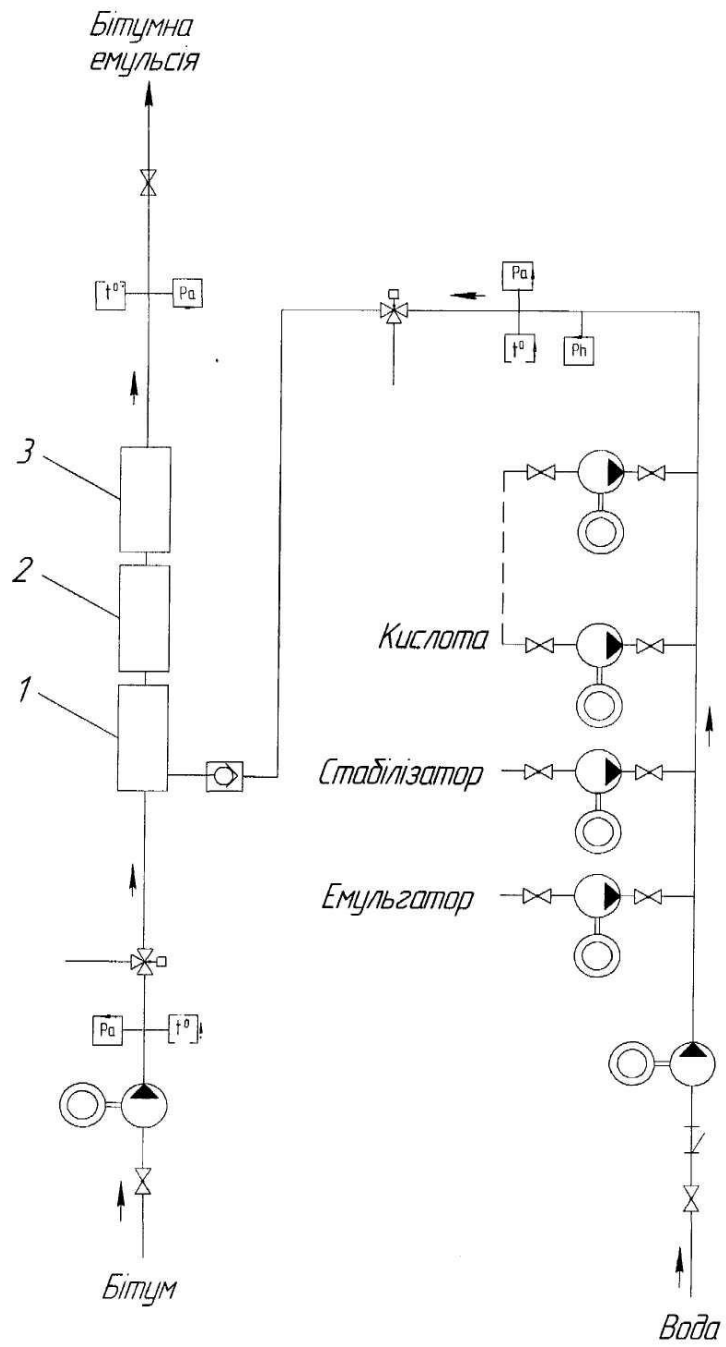 Бітумна
емульсія
t° Pa
Pa
t° Ph
3
2
Кислота
1
Стабілізатор
Емульгатор
Pa t°
Бітум
Вода